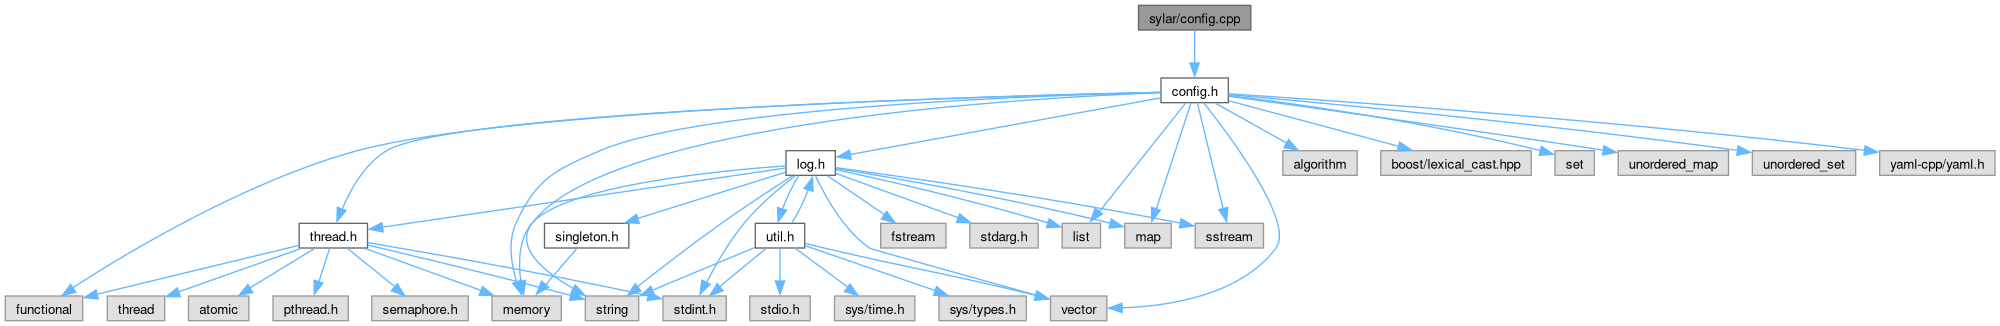 sylar/config.cpp
config.h
log.h
algorithm
boost/lexical_cast.hpp
set
unordered_map
unordered_set
yaml-cpp/yaml.h
thread.h
singleton.h
util.h
fstream
stdarg.h
list
map
sstream
functional
thread
atomic
pthread.h
semaphore.h
memory
string
stdint.h
stdio.h
sys/time.h
sys/types.h
vector